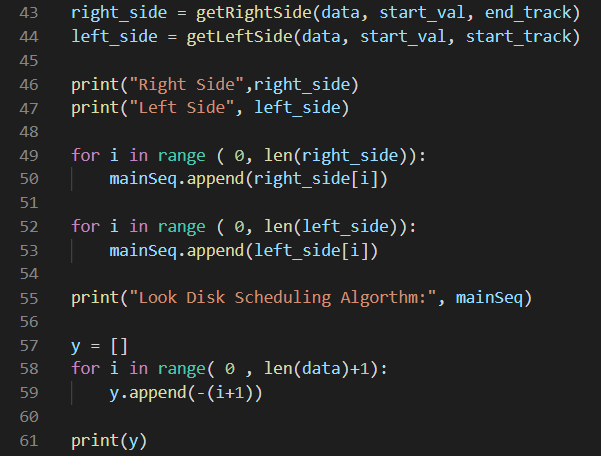 43 right_side = getRightSide(data, start_val, end_track)
44 left_side = getLeftSide(data, start_val, start_track)
45
46 print("Right Side",right_side)
47 print("Left Side", left_side)
48
49 for i in range ( 0, len(right_side)):
50     mainSeq.append(right_side[i])
51
52 for i in range ( 0, len(left_side)):
53     mainSeq.append(left_side[i])
54
55 print("Look Disk Scheduling Algorthm:", mainSeq)
56
57 y = []
58 for i in range( 0 , len(data)+1):
59     y.append(-(i+1))
60
61 print(y)